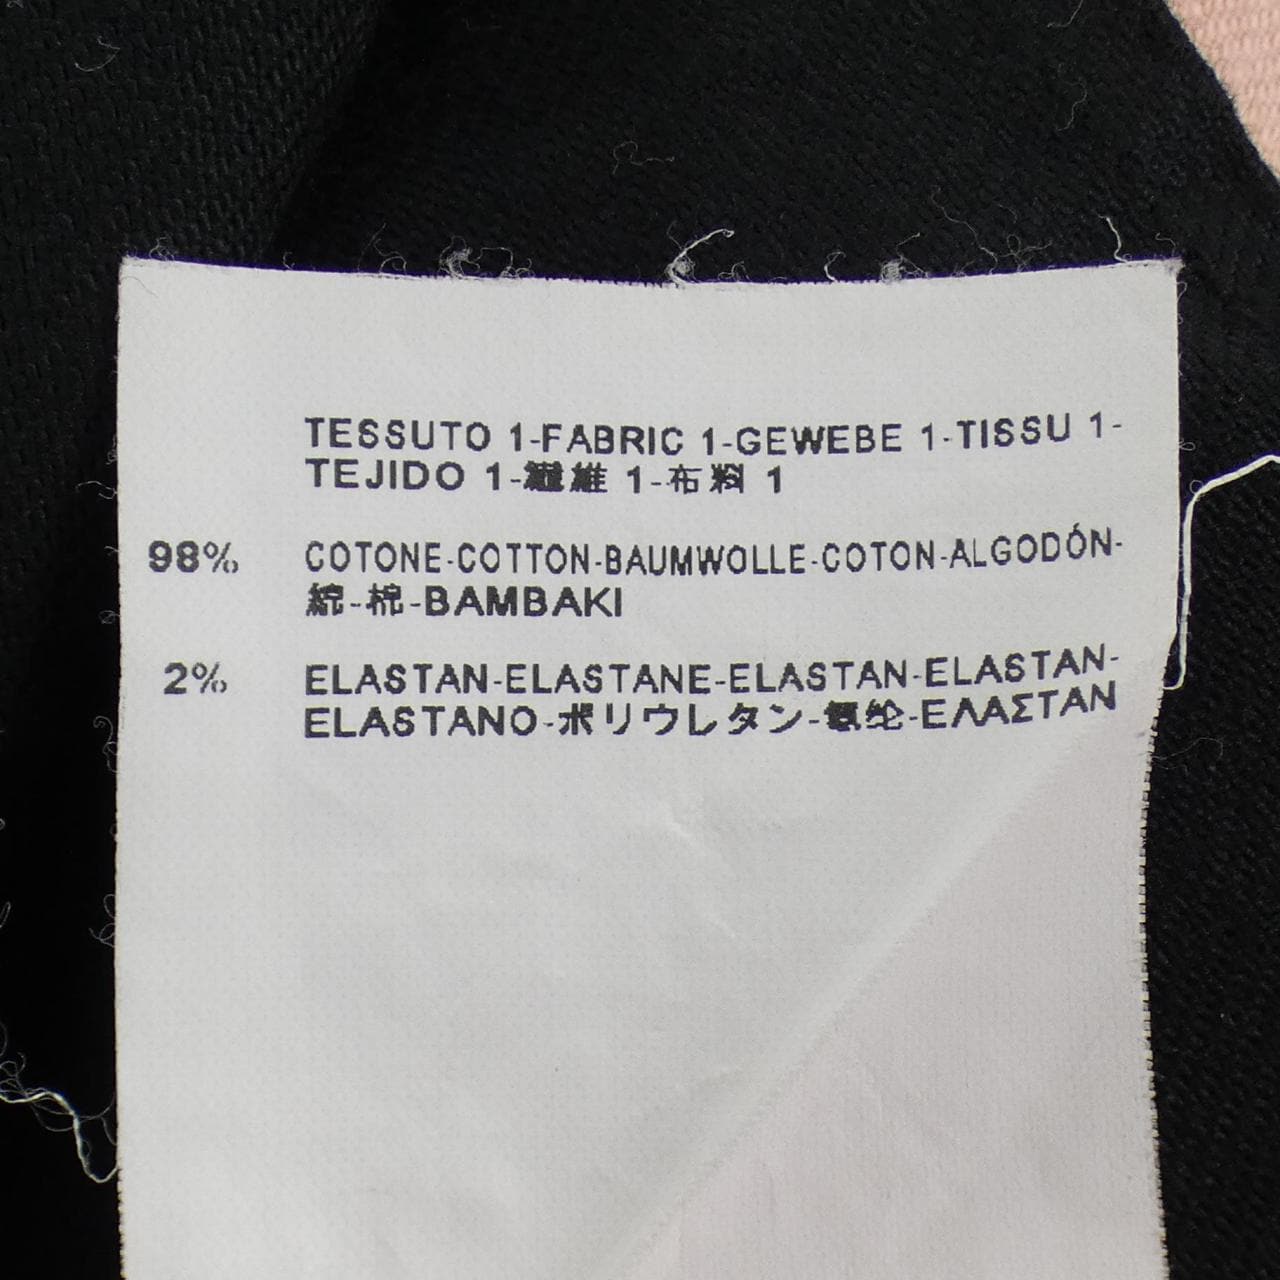 TESSUTO 1-FABRIC 1-GEWEBE 1-TISSU 1-
TEJIDO 1-繊維 1-布料 1
98% COTONE-COTTON-BAUMWOLLE-COTON-ALGODÓN-
綿-棉-BAMBAKI
2% ELASTAN-ELASTANE-ELASTAN-ELASTAN-
ELASTANO-ポリウレタン-氨纶-ΕΛΑΣΤΑΝ